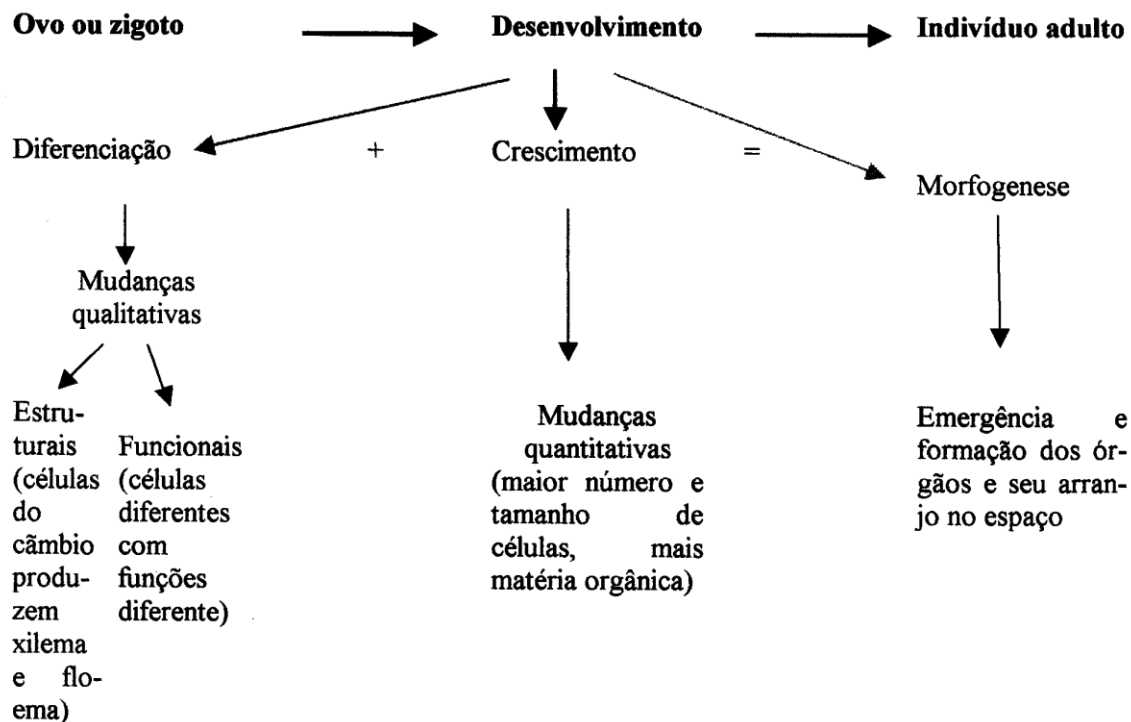 Ovo ou zigoto
Desenvolvimento
Indivíduo adulto
Diferenciação
+
Crescimento
=
Morfogenese
Mudanças
qualitativas
Estru-
turais
(células
do
cãmbio
produ-
zem
xilema
e flo-
ema)
Funcionais
(células
diferentes
com
funções
diferente)
Mudanças
quantitativas
(maior número e
tamanho de
células, mais
matéria orgânica)
Emergência e
formação dos ór-
gãos e seu arran-
jo no espaço